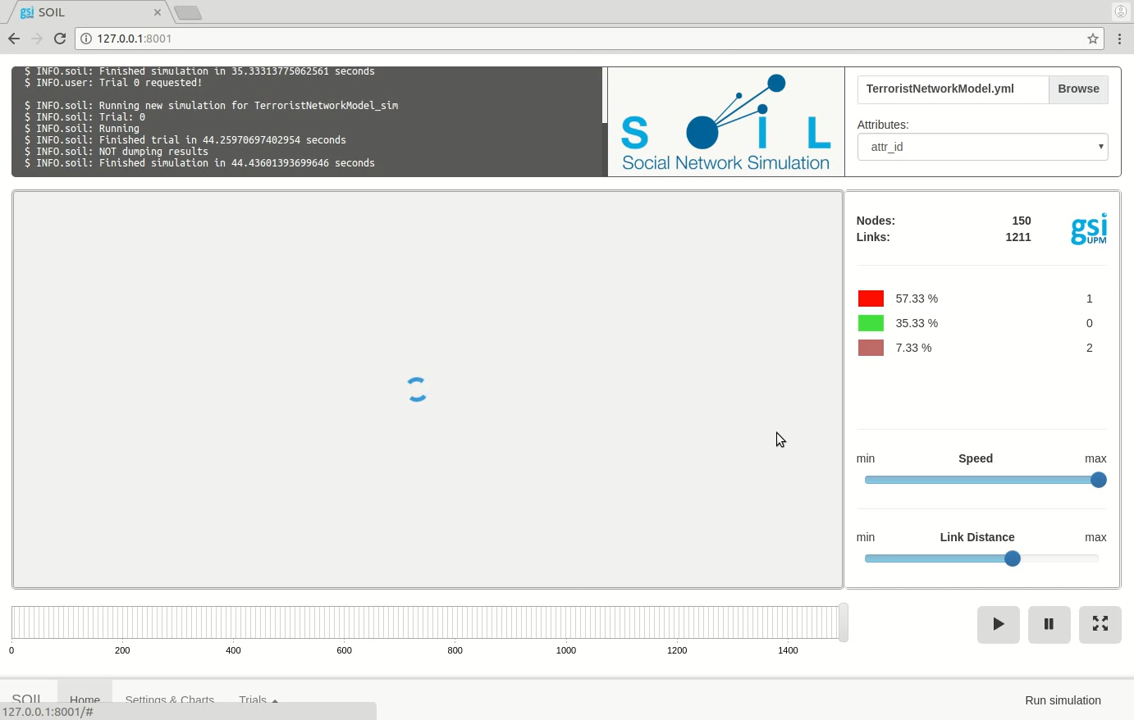 gsi SOIL ×
127.0.0.1:8001
$ INFO.soil: Finished simulation in 35.33313775062561 seconds
$ INFO.user: Trial 0 requested!
$ INFO.soil: Running new simulation for TerroristNetworkModel_sim
$ INFO.soil: Trial: 0
$ INFO.soil: Running
$ INFO.soil: Finished trial in 44.25970697402954 seconds
$ INFO.soil: NOT dumping results
$ INFO.soil: Finished simulation in 44.43601393699646 seconds
S O I L
Social Network Simulation
TerroristNetworkModel.yml Browse
Attributes:
attr_id
Nodes: 150
Links: 1211
gsi
UPM
57.33 % 1
35.33 % 0
7.33 % 2
min Speed max
min Link Distance max
0 200 400 600 800 1000 1200 1400
SOIL Home Settings & Charts Trials Run simulation
127.0.0.1:8001/#